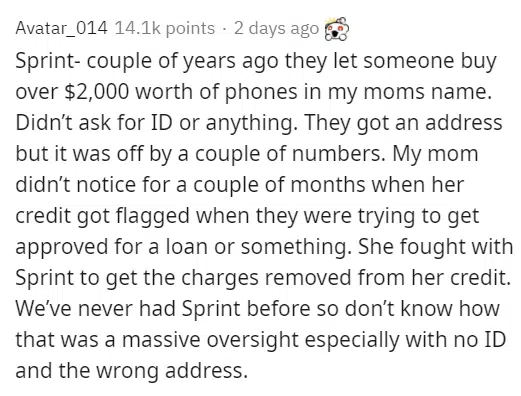 Avatar_014 14.1k points · 2 days ago
Sprint- couple of years ago they let someone buy
over $2,000 worth of phones in my moms name.
Didn’t ask for ID or anything. They got an address
but it was off by a couple of numbers. My mom
didn’t notice for a couple of months when her
credit got flagged when they were trying to get
approved for a loan or something. She fought with
Sprint to get the charges removed from her credit.
We’ve never had Sprint before so don’t know how
that was a massive oversight especially with no ID
and the wrong address.